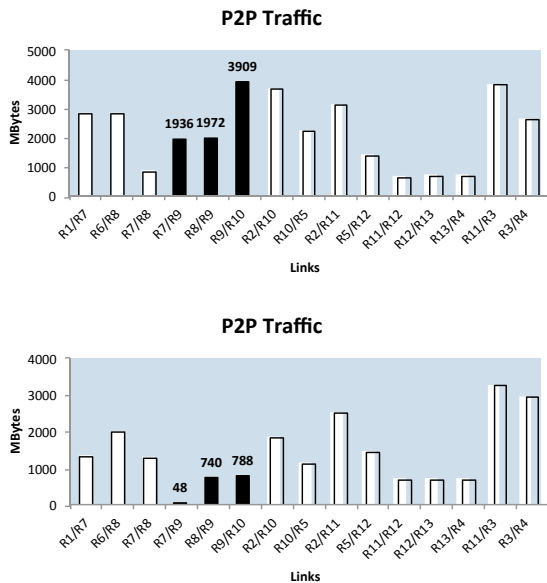 P2P Traffic
5000
4000
3000
2000
1000
0
MBytes
1936
1972
3909
R1/R7
R6/R8
R7/R8
R7/R9
R8/R9
R9/R10
R2/R10
R10/R5
R2/R11
R5/R12
R11/R12
R12/R13
R13/R4
R11/R3
R3/R4
Links
P2P Traffic
4000
3000
2000
1000
0
MBytes
48
740
788
R1/R7
R6/R8
R7/R8
R7/R9
R8/R9
R9/R10
R2/R10
R10/R5
R2/R11
R5/R12
R11/R12
R12/R13
R13/R4
R11/R3
R3/R4
Links